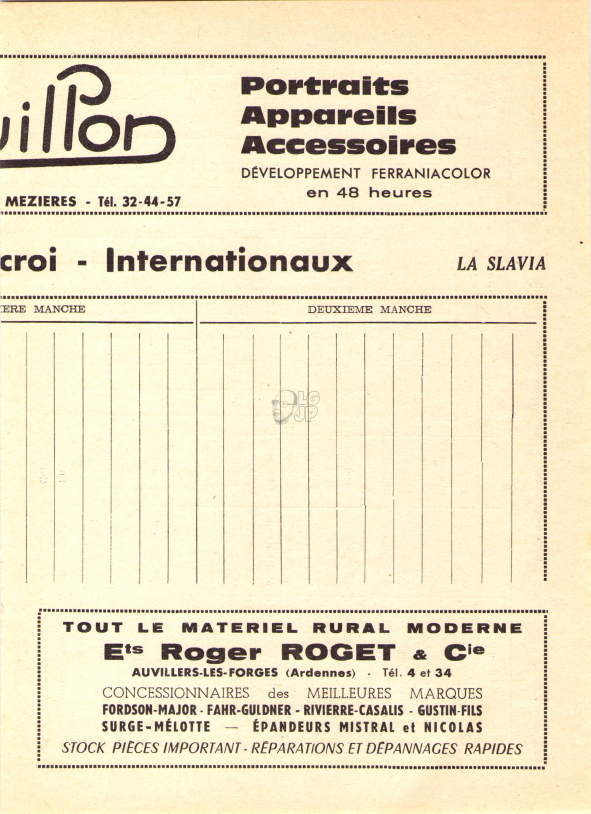 uillon
Portraits
Appareils
Accessoires
DÉVELOPPEMENT FERRANIACOLOR
en 48 heures
MEZIERES - Tél. 32-44-57
croi - Internationaux
LA SLAVIA
ERE MANCHE
DEUXIEME MANCHE
LG
JP
TOUT LE MATERIEL RURAL MODERNE
Ets Roger ROGET & Cie
AUVILLERS-LES-FORGES (Ardennes) - Tél. 4 et 34
CONCESSIONNAIRES des MEILLEURES MARQUES
FORDSON-MAJOR - FAHR-GULDNER - RIVIERRE-CASALIS - GUSTIN-FILS
SURGE-MÉLOTTE — ÉPANDEURS MISTRAL et NICOLAS
STOCK PIÈCES IMPORTANT - RÉPARATIONS ET DÉPANNAGES RAPIDES